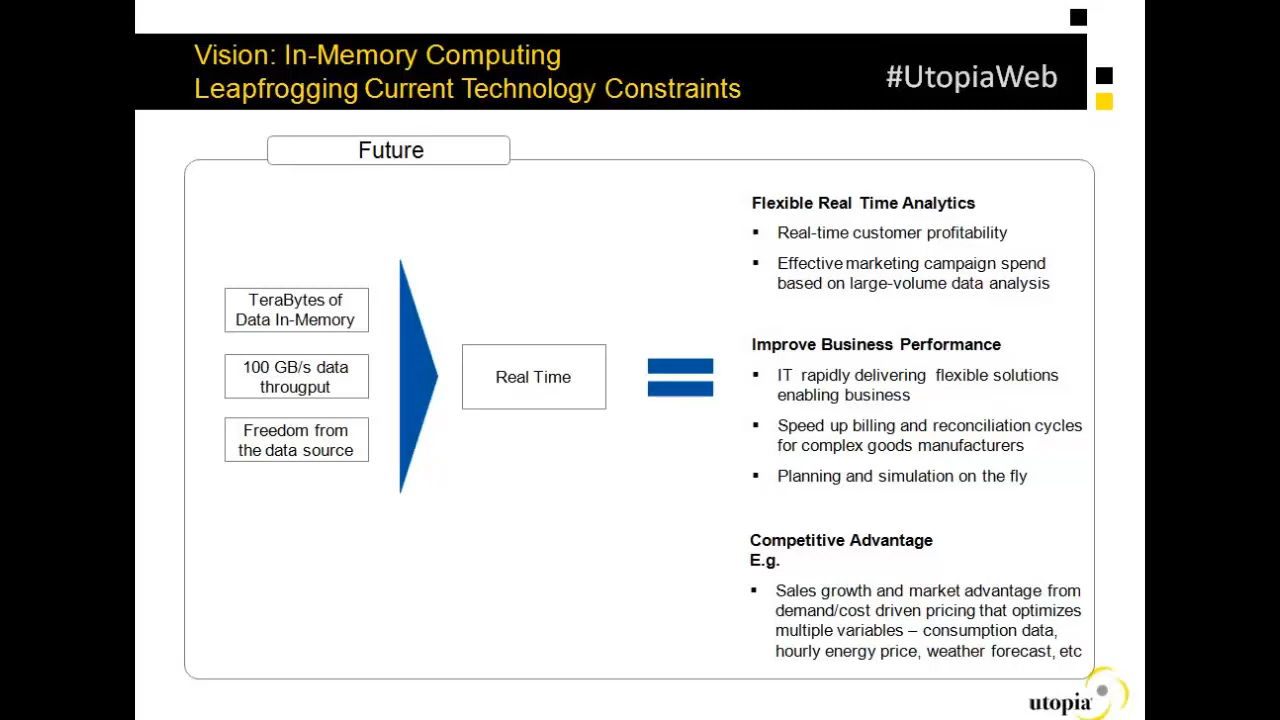 Vision: In-Memory Computing
Leapfrogging Current Technology Constraints
#UtopiaWeb
Future
TeraBytes of
Data In-Memory
100 GB/s data
througput
Freedom from
the data source
Real Time
Flexible Real Time Analytics
▪ Real-time customer profitability
▪ Effective marketing campaign spend
based on large-volume data analysis
Improve Business Performance
▪ IT rapidly delivering flexible solutions
enabling business
▪ Speed up billing and reconciliation cycles
for complex goods manufacturers
▪ Planning and simulation on the fly
Competitive Advantage
E.g.
▪ Sales growth and market advantage from
demand/cost driven pricing that optimizes
multiple variables – consumption data,
hourly energy price, weather forecast, etc
utopia